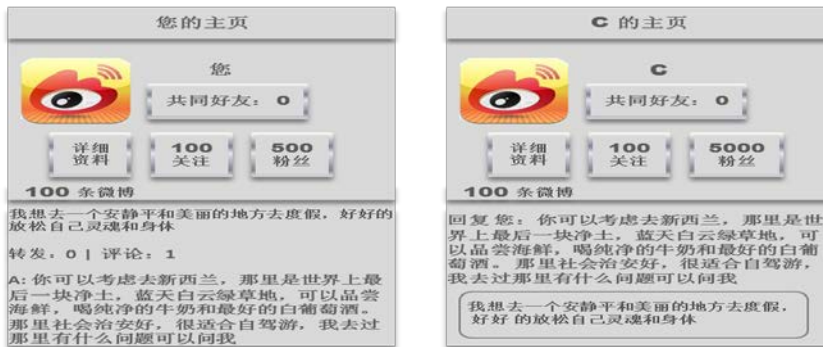 您的主页
您
共同好友：0
详细
资料
100
关注
500
粉丝
100 条微博
我想去一个安静平和美丽的地方去度假，好好的
放松自己灵魂和身体
转发：0 | 评论：1
A: 你可以考虑去新西兰，那里是世界上最
后一块净土，蓝天白云绿草地，可以品尝
海鲜，喝纯净的牛奶和最好的白葡萄酒。
那里社会治安好，很适合自驾游，我去过
那里有什么问题可以问我
C 的主页
C
共同好友：0
详细
资料
100
关注
5000
粉丝
100 条微博
回复 您：你可以考虑去新西兰，那里是世
界上最后一块净土，蓝天白云绿草地，可
以品尝海鲜，喝纯净的牛奶和最好的白葡
萄酒。 那里社会治安好，很适合自驾游，
我去过那里有什么问题可以问我
我想去一个安静平和美丽的地方去度假，
好好 的放松自己灵魂和身体